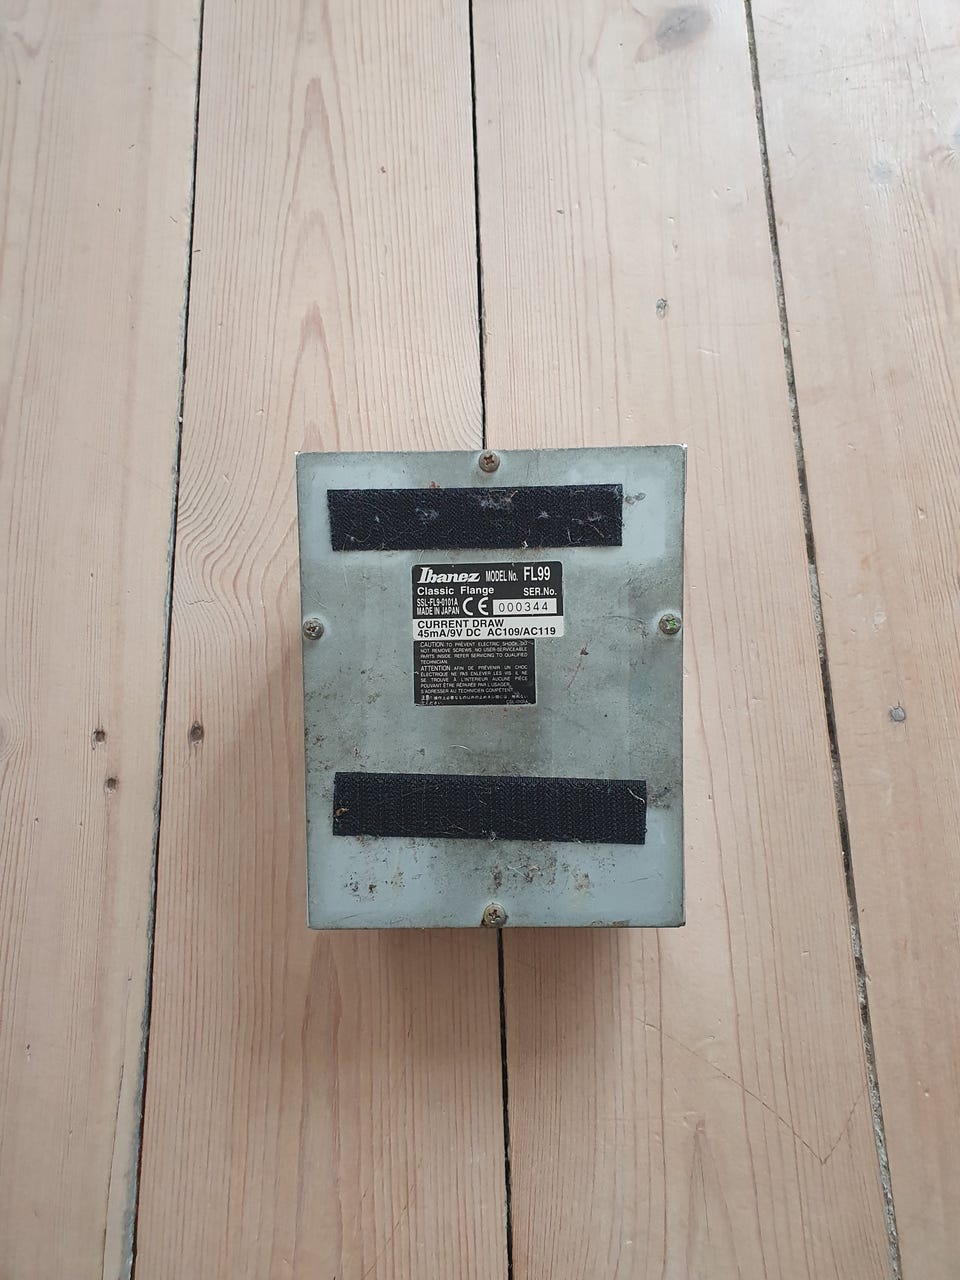 Ibanez MODEL No. FL99
Classic Flange SER.No.
SSL-FL9-0101A
MADE IN JAPAN CE 000344
CURRENT DRAW
45mA/9V DC AC109/AC119
CAUTION: TO PREVENT ELECTRIC SHOCK, DO
NOT REMOVE SCREWS. NO USER-SERVICEABLE
PARTS INSIDE. REFER SERVICING TO QUALIFIED
TECHNICIAN.
ATTENTION: AFIN DE PRÉVENIR UN CHOC
ÉLECTRIQUE NE PAS ENLEVER LES VIS. IL NE
SE TROUVE À L'INTERIEUR AUCUNE PIÈCE
POUVANT ÊTRE RÉPARÉE PAR L'USAGER.
S'ADRESSER AU TECHNICIEN COMPÉTENT.